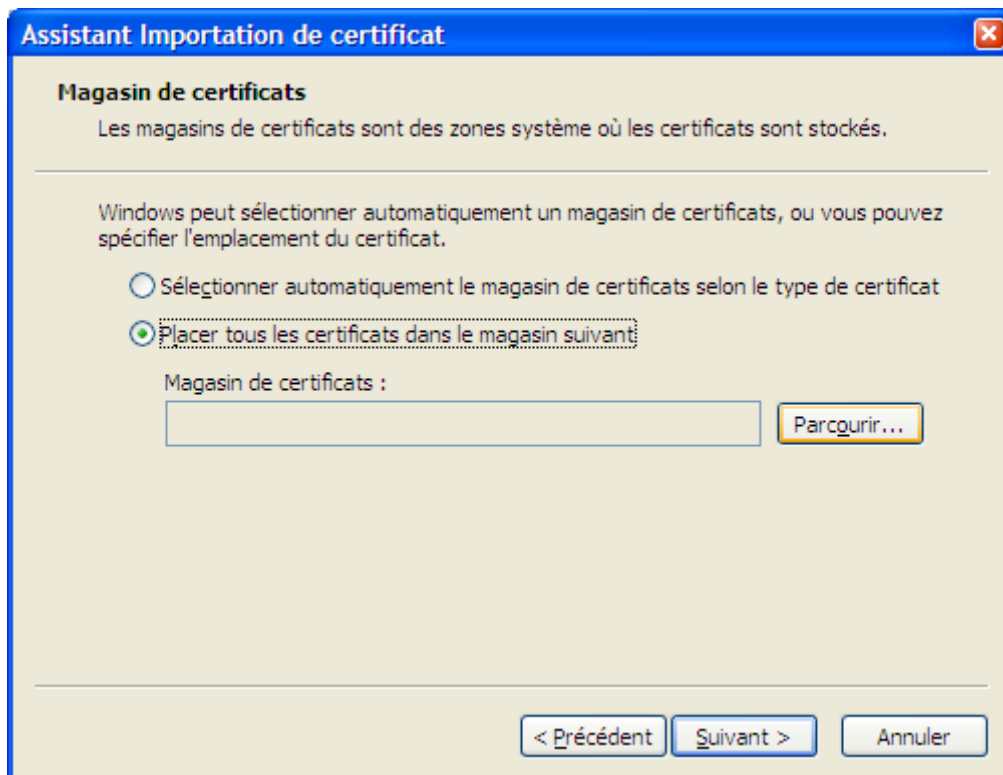 Assistant Importation de certificat
Magasin de certificats
Les magasins de certificats sont des zones système où les certificats sont stockés.
Windows peut sélectionner automatiquement un magasin de certificats, ou vous pouvez
spécifier l'emplacement du certificat.
Sélectionner automatiquement le magasin de certificats selon le type de certificat
Placer tous les certificats dans le magasin suivant
Magasin de certificats :
Parcourir...
< Précédent
Suivant >
Annuler